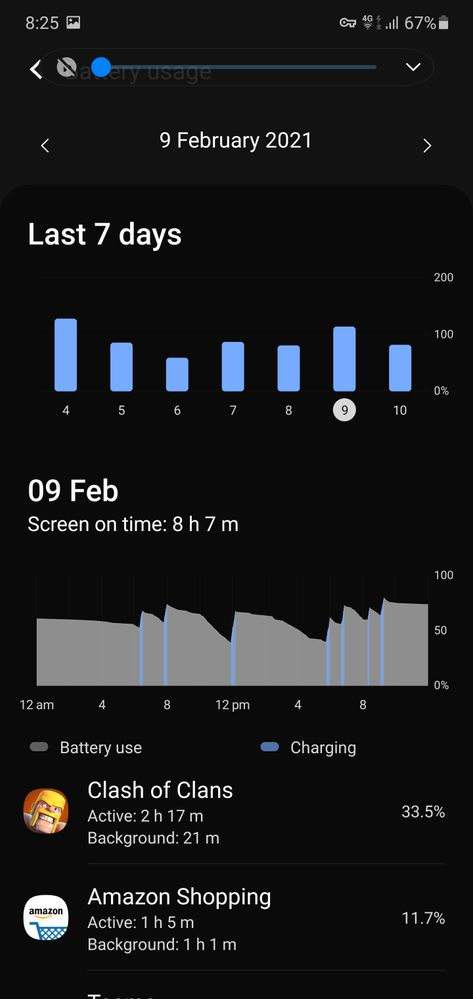 8:25 4G 67%
Battery usage
9 February 2021
Last 7 days
200
100
0%
4 5 6 7 8 9 10
09 Feb
Screen on time: 8 h 7 m
100
50
0%
12 am 4 8 12 pm 4 8
Battery use Charging
Clash of Clans
Active: 2 h 17 m
33.5%
Background: 21 m
amazon
Amazon Shopping
Active: 1 h 5 m
11.7%
Background: 1 h 1 m